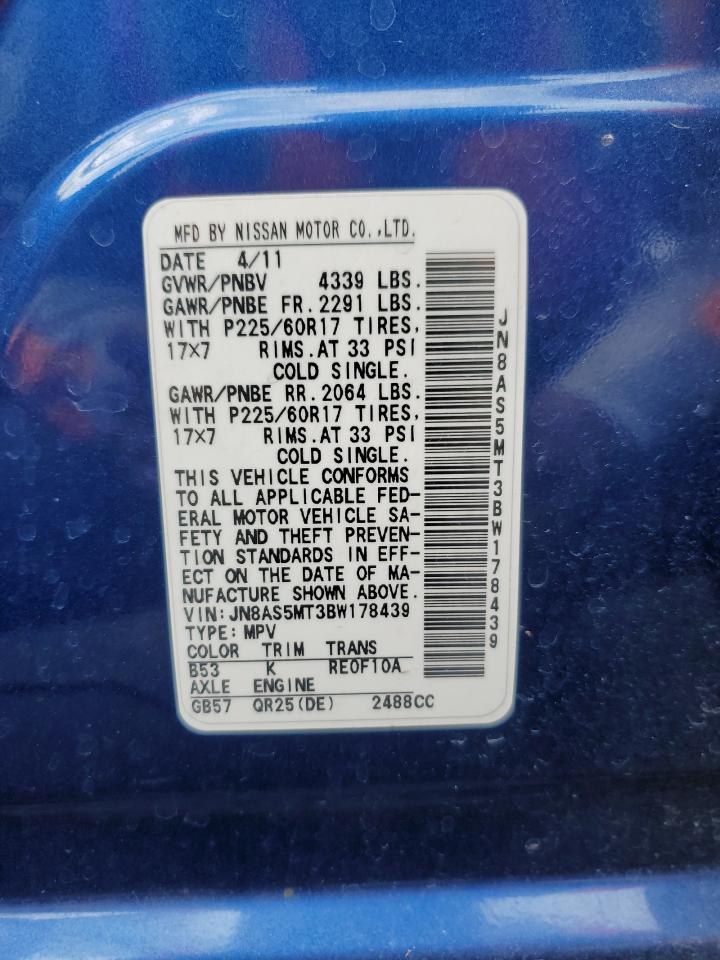 MFD BY NISSAN MOTOR CO.,LTD.
DATE 4/11
GVWR/PNBV 4339 LBS.
GAWR/PNBE FR.2291 LBS.
WITH P225/60R17 TIRES,
17×7 RIMS.AT 33 PSI
COLD SINGLE.
GAWR/PNBE RR.2064 LBS.
WITH P225/60R17 TIRES,
17×7 RIMS.AT 33 PSI
COLD SINGLE.
THIS VEHICLE CONFORMS
TO ALL APPLICABLE FED-
ERAL MOTOR VEHICLE SA-
FETY AND THEFT PREVEN-
TION STANDARDS IN EFF-
ECT ON THE DATE OF MA-
NUFACTURE SHOWN ABOVE.
VIN:JN8AS5MT3BW178439
TYPE:MPV
COLOR TRIM TRANS
B53 K RE0F10A
AXLE ENGINE
GB57 QR25(DE) 2488CC
JN8AS5MT3BW178439